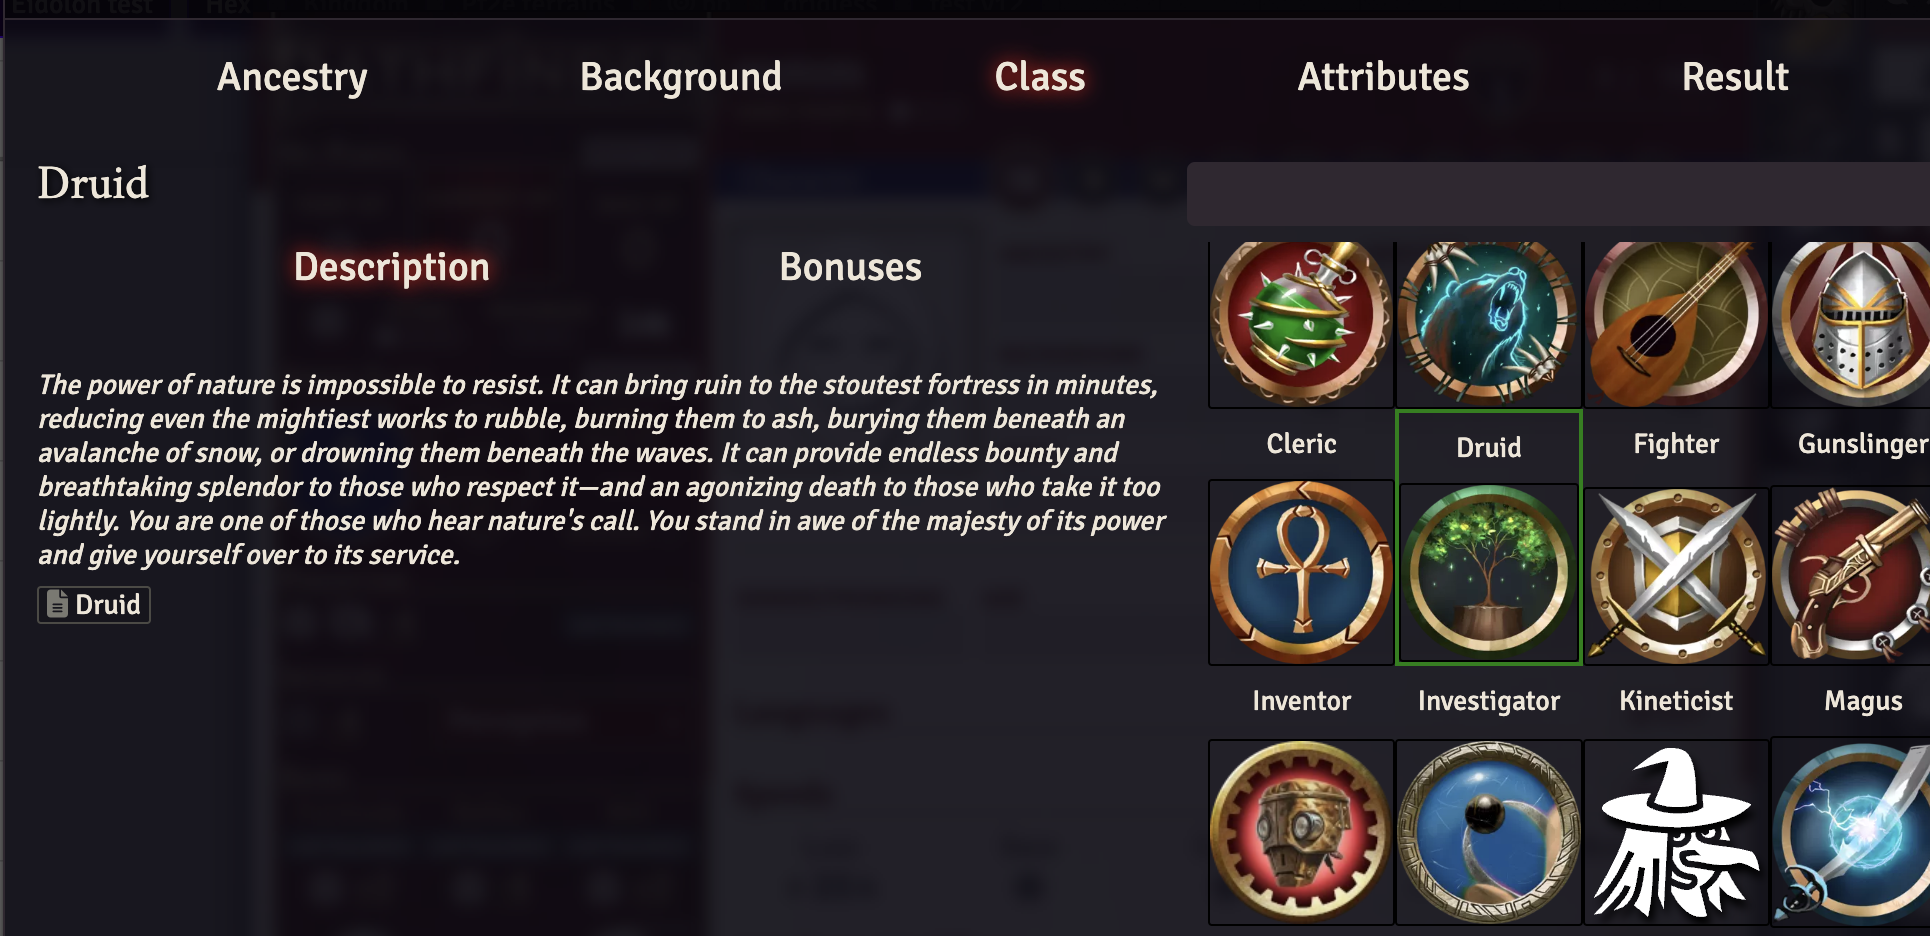 Eidolon test
Hex
Ancestry
Background
Class
Attributes
Result
Druid
Description
Bonuses
The power of nature is impossible to resist. It can bring ruin to the stoutest fortress in minutes,
reducing even the mightiest works to rubble, burning them to ash, burying them beneath an
avalanche of snow, or drowning them beneath the waves. It can provide endless bounty and
breathtaking splendor to those who respect it—and an agonizing death to those who take it too
lightly. You are one of those who hear nature's call. You stand in awe of the majesty of its power
and give yourself over to its service.
Druid
Cleric
Druid
Fighter
Gunslinger
Inventor
Investigator
Kineticist
Magus